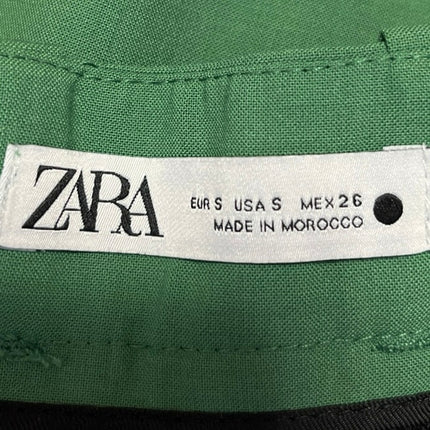 ZARA
EUR S USA S MEX 26
MADE IN MOROCCO